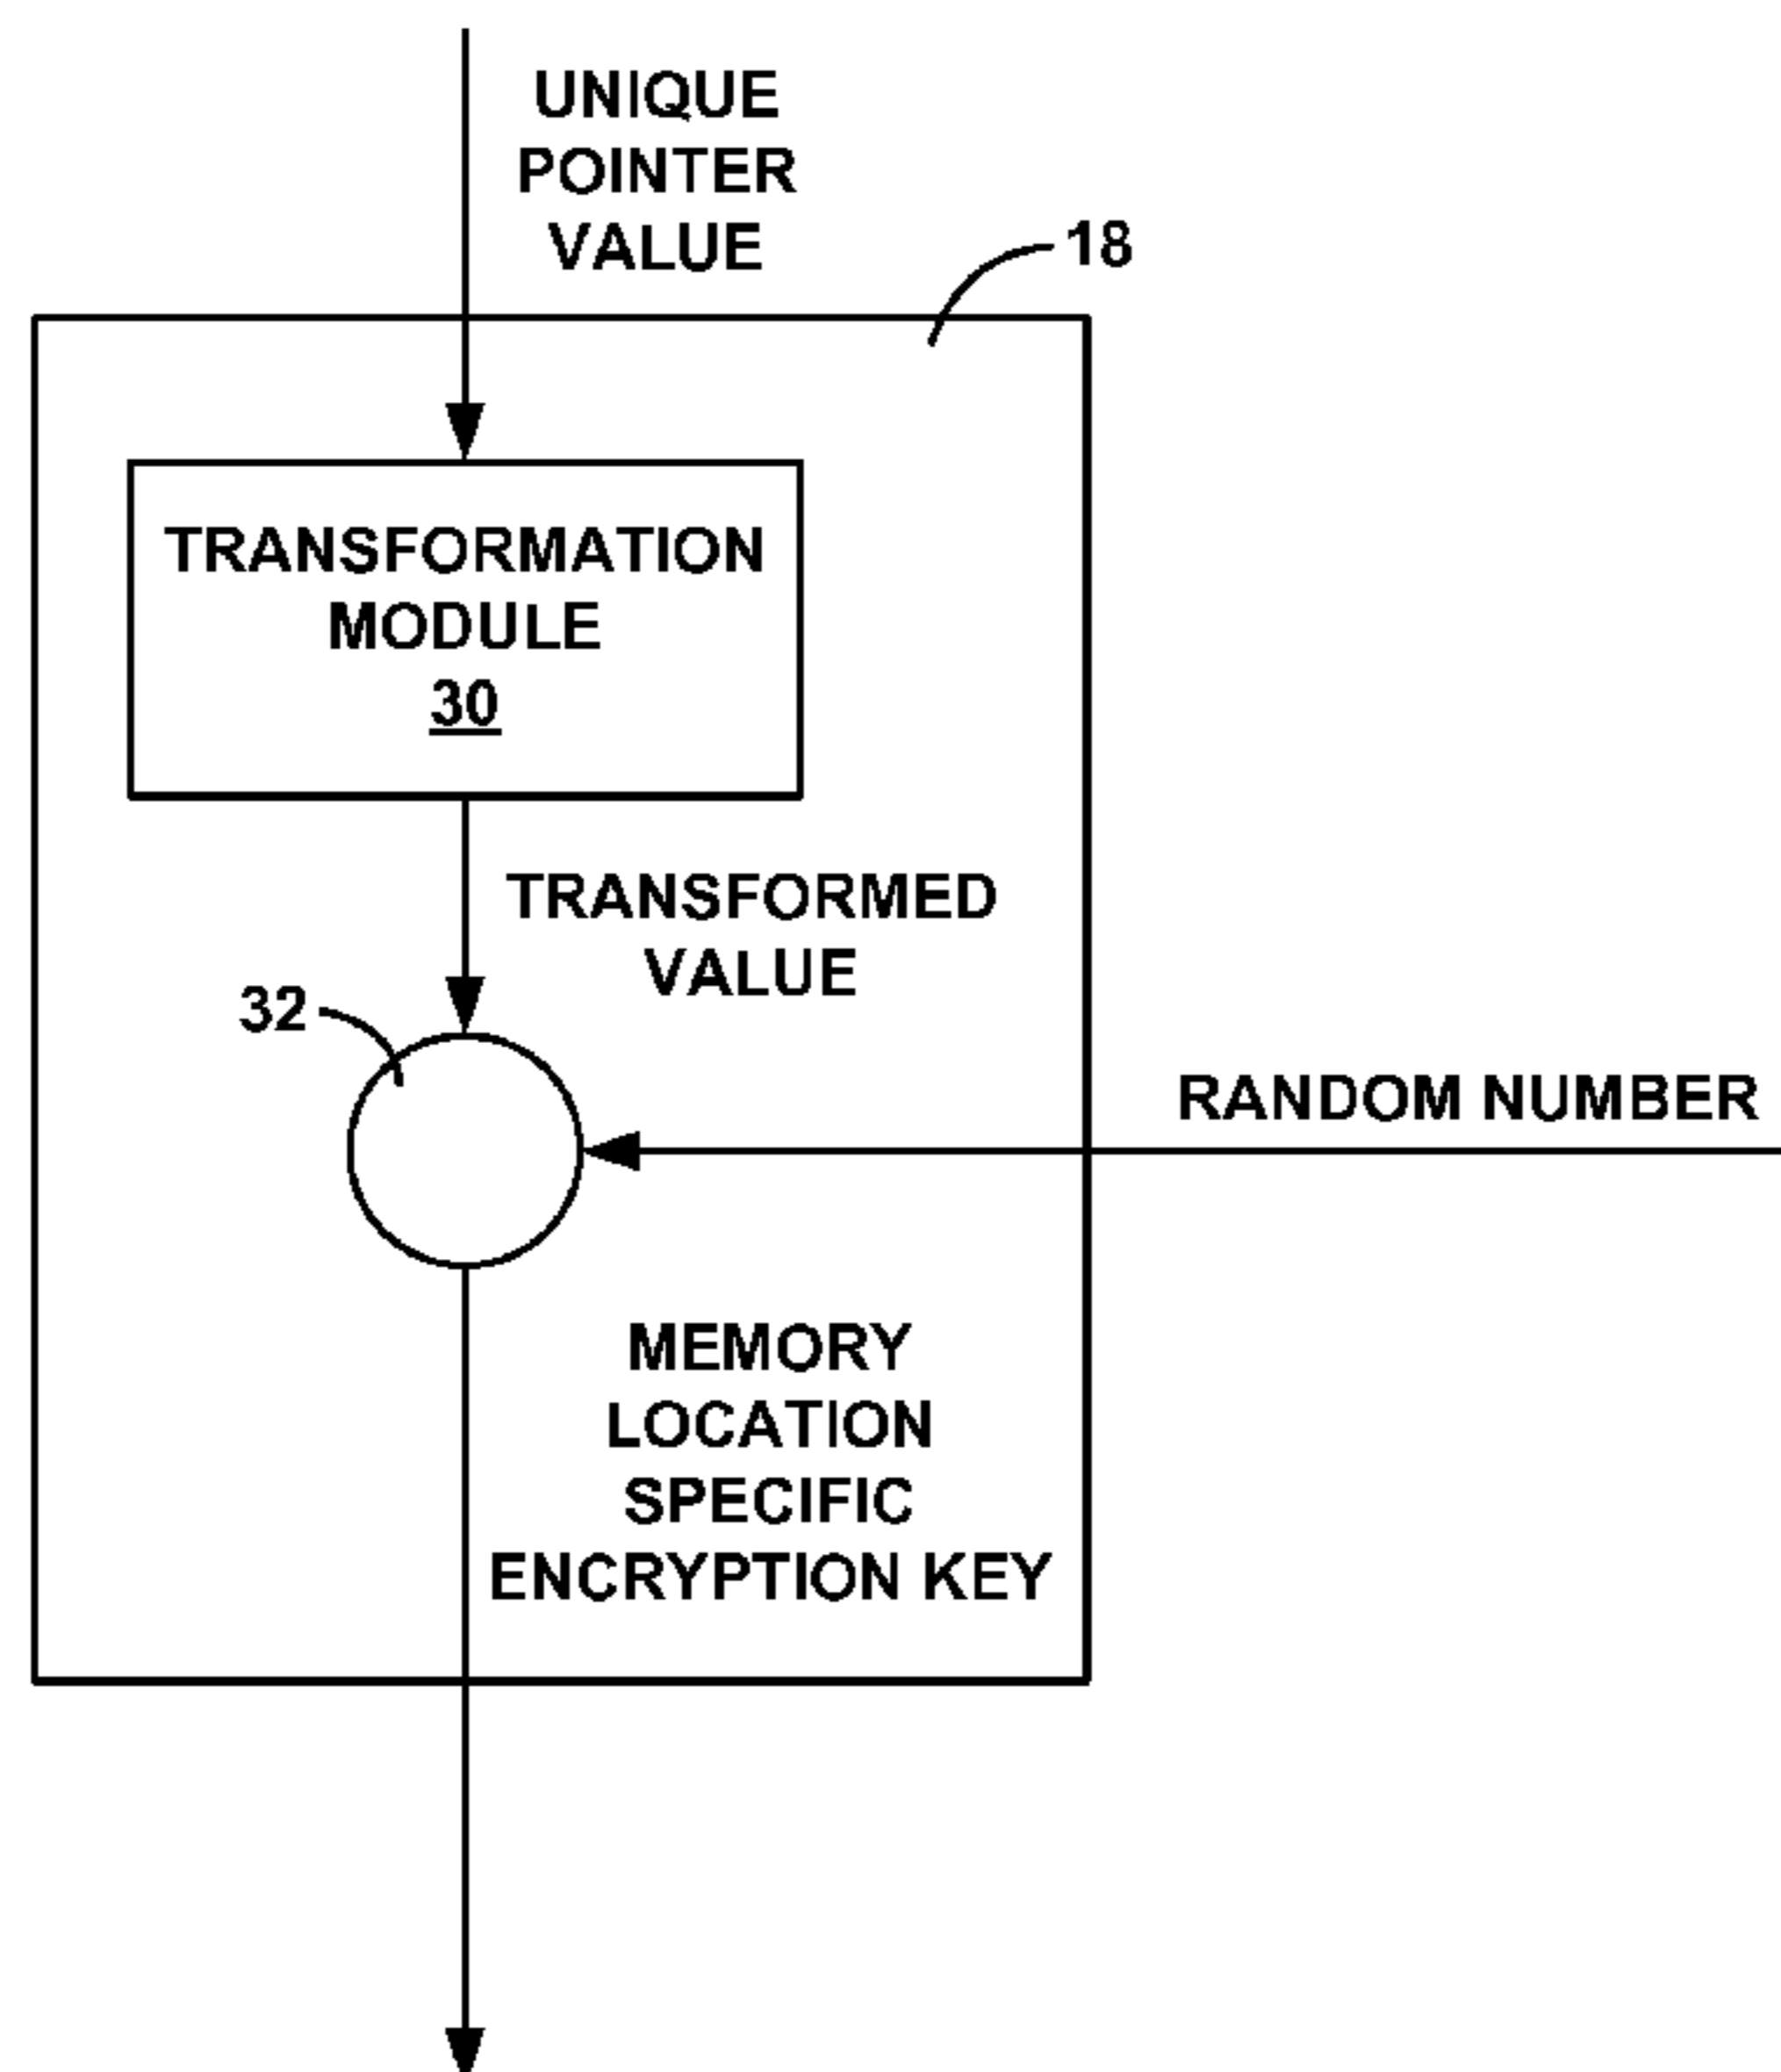 UNIQUE
POINTER
VALUE
18
TRANSFORMATION
MODULE
30
TRANSFORMED
VALUE
32
RANDOM NUMBER
MEMORY
LOCATION
SPECIFIC
ENCRYPTION KEY